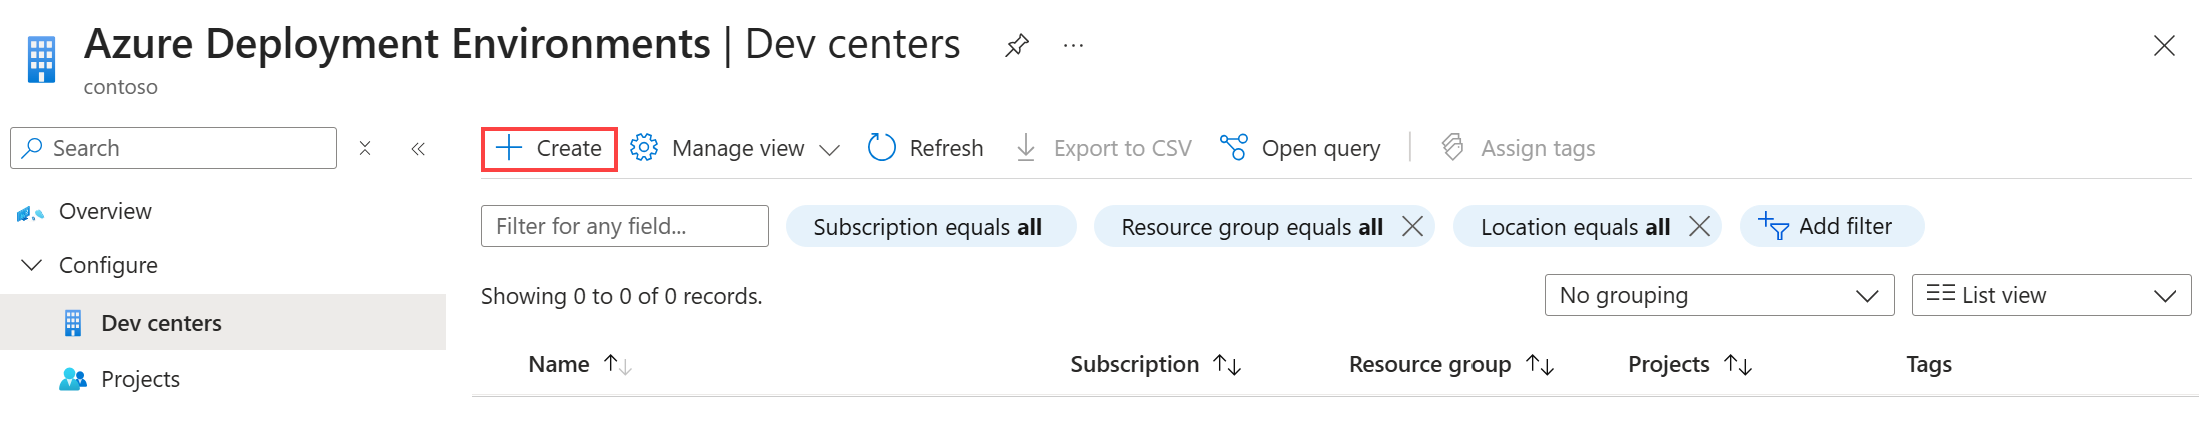 Azure Deployment Environments | Dev centers
contoso
Search
Create
Manage view
Refresh
Export to CSV
Open query
Assign tags
Overview
Configure
Dev centers
Projects
Filter for any field...
Subscription equals all
Resource group equals all
Location equals all
Add filter
Showing 0 to 0 of 0 records.
No grouping
List view
Name
Subscription
Resource group
Projects
Tags